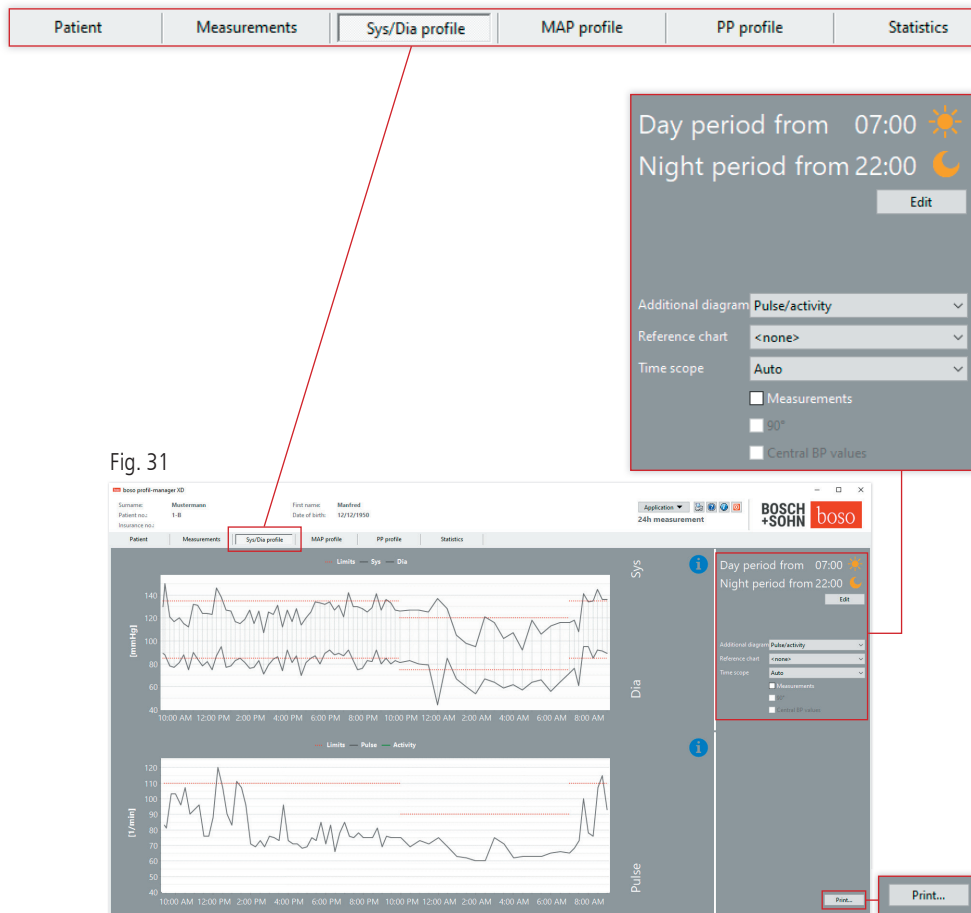 Patient Measurements Sys/Dia profile MAP profile PP profile Statistics
Day period from 07:00
Night period from 22:00
Edit
Additional diagram Pulse/activity
Reference chart <none>
Time scope Auto
Measurements
90°
Central BP values
Fig. 31
boso profil-manager XD
Surname: Mustermann First name Manfred
Patient no.: 1-B Date of birth: 12/12/1950
Insurance no.:
Application
24h measurement
BOSCH
+SOHN
boso
Patient Measurements Sys/Dia profile MAP profile PP profile Statistics
Limits Sys Dia
Sys
Dia
[mmHg]
140
120
100
80
60
40
10:00 AM 12:00 PM 2:00 PM 4:00 PM 6:00 PM 8:00 PM 10:00 PM 12:00 AM 2:00 AM 4:00 AM 6:00 AM 8:00 AM
Day period from 07:00
Night period from 22:00
Edit
Additional diagram Pulse/activity
Reference chart <none>
Time scope Auto
Measurements
Central BP values
Limits Pulse Activity
Pulse
[1/min]
120
110
100
90
80
70
60
50
40
10:00 AM 12:00 PM 2:00 PM 4:00 PM 6:00 PM 8:00 PM 10:00 PM 12:00 AM 2:00 AM 4:00 AM 6:00 AM 8:00 AM
Print...
Print...